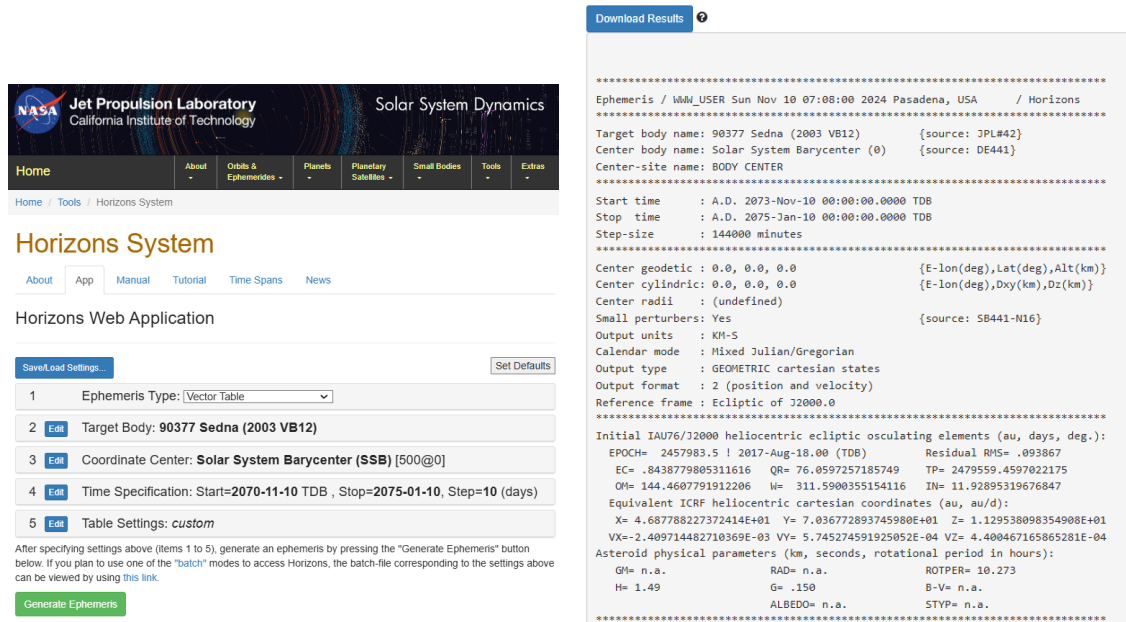 NASA
Jet Propulsion Laboratory
California Institute of Technology
Solar System Dynamics
Home
About
Orbits &
Ephemerides
Planets
Planetary
Satellites
Small Bodies
Tools
Extras
Home / Tools / Horizons System
Horizons System
About App Manual Tutorial Time Spans News
Horizons Web Application
Save/Load Settings... Set Defaults
1 Ephemeris Type: Vector Table
2 Edit Target Body: 90377 Sedna (2003 VB12)
3 Edit Coordinate Center: Solar System Barycenter (SSB) [500@0]
4 Edit Time Specification: Start=2070-11-10 TDB , Stop=2075-01-10, Step=10 (days)
5 Edit Table Settings: custom
After specifying settings above (items 1 to 5), generate an ephemeris by pressing the "Generate Ephemeris" button
below. If you plan to use one of the "batch" modes to access Horizons, the batch-file corresponding to the settings above
can be viewed by using this link.
Generate Ephemeris
Download Results ?
*******************************************************************************
Ephemeris / WWW_USER Sun Nov 10 07:08:00 2024 Pasadena, USA / Horizons
*******************************************************************************
Target body name: 90377 Sedna (2003 VB12) {source: JPL#42}
Center body name: Solar System Barycenter (0) {source: DE441}
Center-site name: BODY CENTER
*******************************************************************************
Start time : A.D. 2073-Nov-10 00:00:00.0000 TDB
Stop time : A.D. 2075-Jan-10 00:00:00.0000 TDB
Step-size : 144000 minutes
*******************************************************************************
Center geodetic : 0.0, 0.0, 0.0 {E-lon(deg),Lat(deg),Alt(km)}
Center cylindric: 0.0, 0.0, 0.0 {E-lon(deg),Dxy(km),Dz(km)}
Center radii : (undefined)
Small perturbers: Yes {source: SB441-N16}
Output units : KM-S
Calendar mode : Mixed Julian/Gregorian
Output type : GEOMETRIC cartesian states
Output format : 2 (position and velocity)
Reference frame : Ecliptic of J2000.0
*******************************************************************************
Initial IAU76/J2000 heliocentric ecliptic osculating elements (au, days, deg.):
EPOCH= 2457983.5 ! 2017-Aug-18.00 (TDB) Residual RMS= .093867
EC= .8438779805311616 QR= 76.0597257185749 TP= 2479559.4597022175
OM= 144.4607791912206 W= 311.5900355154116 IN= 11.92895319676847
Equivalent ICRF heliocentric cartesian coordinates (au, au/d):
X= 4.687788227372414E+01 Y= 7.036772893745980E+01 Z= 1.129538098354908E+01
VX=-2.409714482710369E-03 VY= 5.745274591925052E-04 VZ= 4.400467165865281E-04
Asteroid physical parameters (km, seconds, rotational period in hours):
GM= n.a. RAD= n.a. ROTPER= 10.273
H= 1.49 G= .150 B-V= n.a.
ALBEDO= n.a. STYP= n.a.
*******************************************************************************